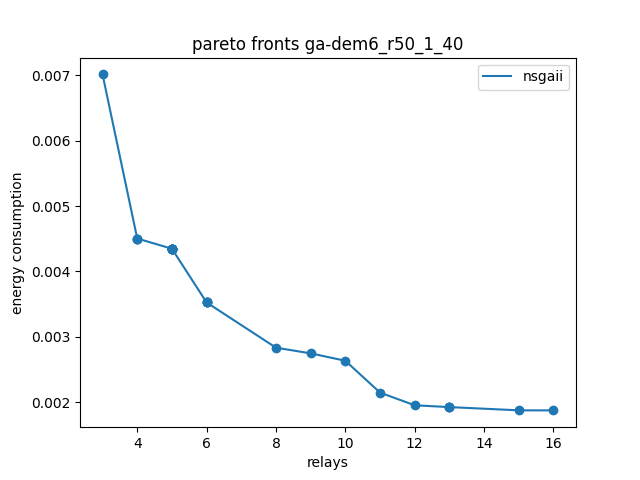 pareto fronts ga-dem6_r50_1_40
nsgaii
0.007
0.006
0.005
0.004
0.003
0.002
energy consumption
4 6 8 10 12 14 16
relays